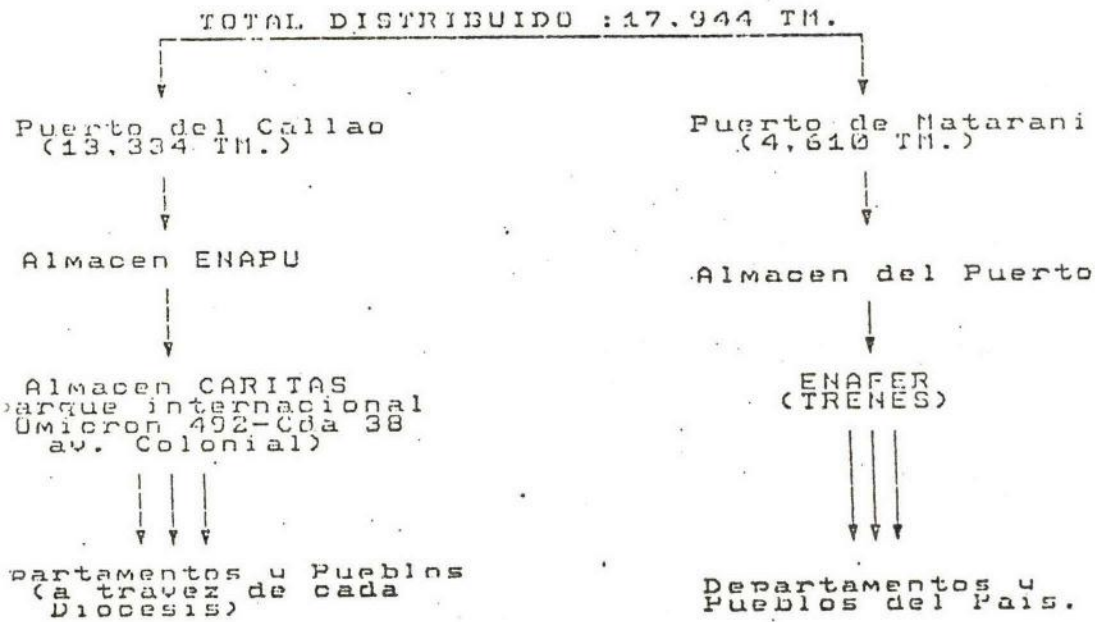 TOTAL DISTRIBUIDO :17.944 TM.
Puerto del Callao
(13,334 TM.)
Puerto de Matarani
(4,610 TM.)
Almacen ENAPU
Almacen del Puerto
Almacen CARITAS
parque internacional
Omicron 492-Cda 38
av. Colonial)
ENAFER
(TRENES)
partamentos y Pueblos
(a travez de cada
Diocesis)
Departamentos y
Pueblos del Pais.